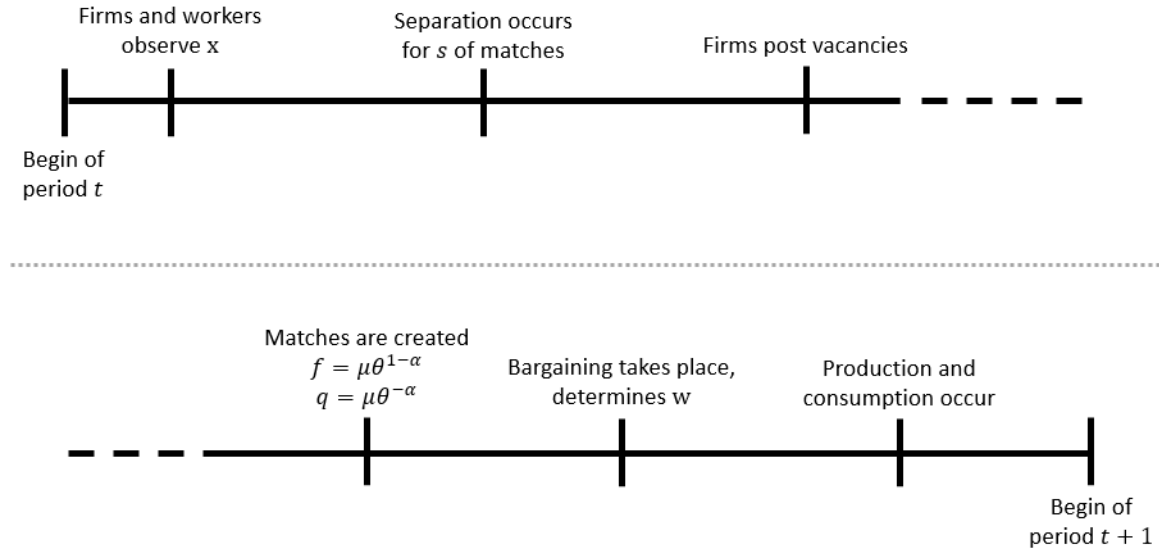 Firms and workers
observe x
Separation occurs
for s of matches
Firms post vacancies
Begin of
period t
Matches are created
f = μθ^{1−α}
q = μθ^{−α}
Bargaining takes place,
determines w
Production and
consumption occur
Begin of
period t + 1